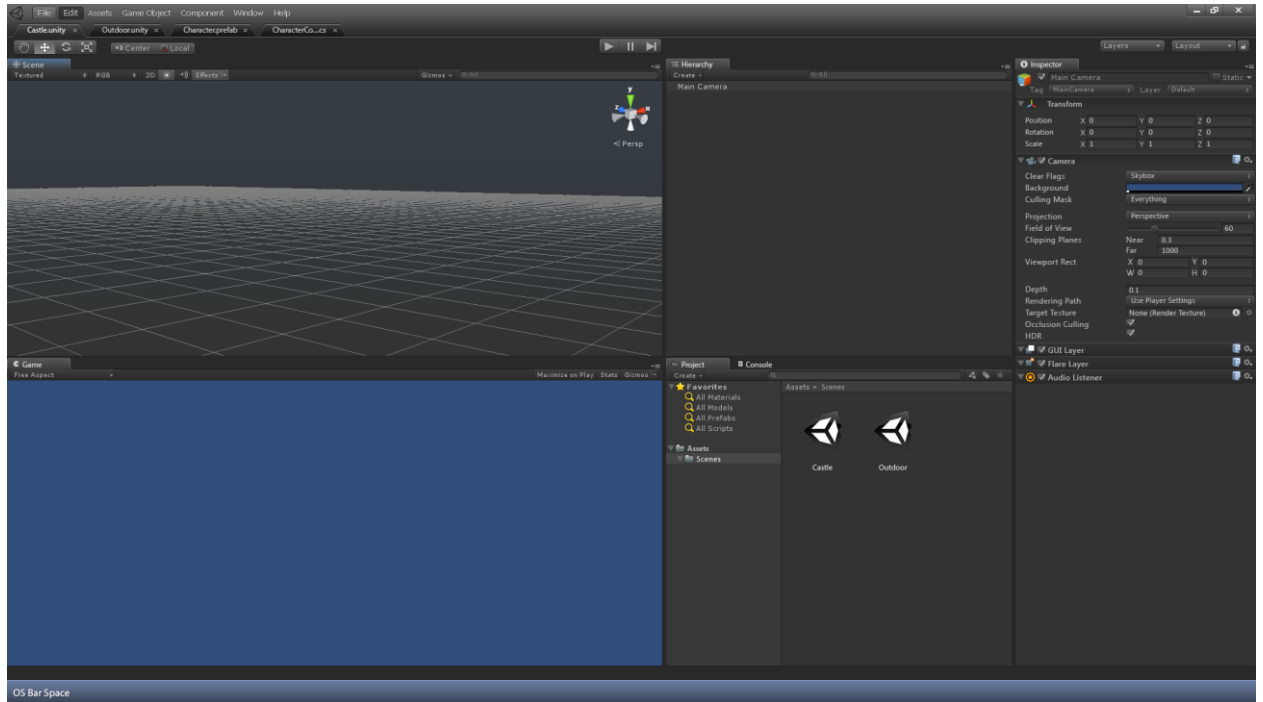 File Edit Assets Game Object Component Window Help
Castle.unity × Outdoor.unity × Character.prefab × CharacterCo...cs ×
Center Local
Layers Layout
Scene
Textured RGB 2D Effects Gizmos All
y
z x
Persp
Hierarchy
Create All
Main Camera
Inspector
Main Camera Static
Tag MainCamera Layer Default
Transform
Position X 0 Y 0 Z 0
Rotation X 0 Y 0 Z 0
Scale X 1 Y 1 Z 1
Camera
Clear Flags Skybox
Background
Culling Mask Everything
Projection Perspective
Field of View 60
Clipping Planes Near 0.3
Far 1000
Viewport Rect X 0 Y 0
W 0 H 0
Depth 0.1
Rendering Path Use Player Settings
Target Texture None (Render Texture)
Occlusion Culling
HDR
GUI Layer
Flare Layer
Audio Listener
Game
Free Aspect Maximize on Play Stats Gizmos
Project Console
Create
Favorites
All Materials
All Models
All Prefabs
All Scripts
Assets
Scenes
Assets Scenes
Castle Outdoor
OS Bar Space